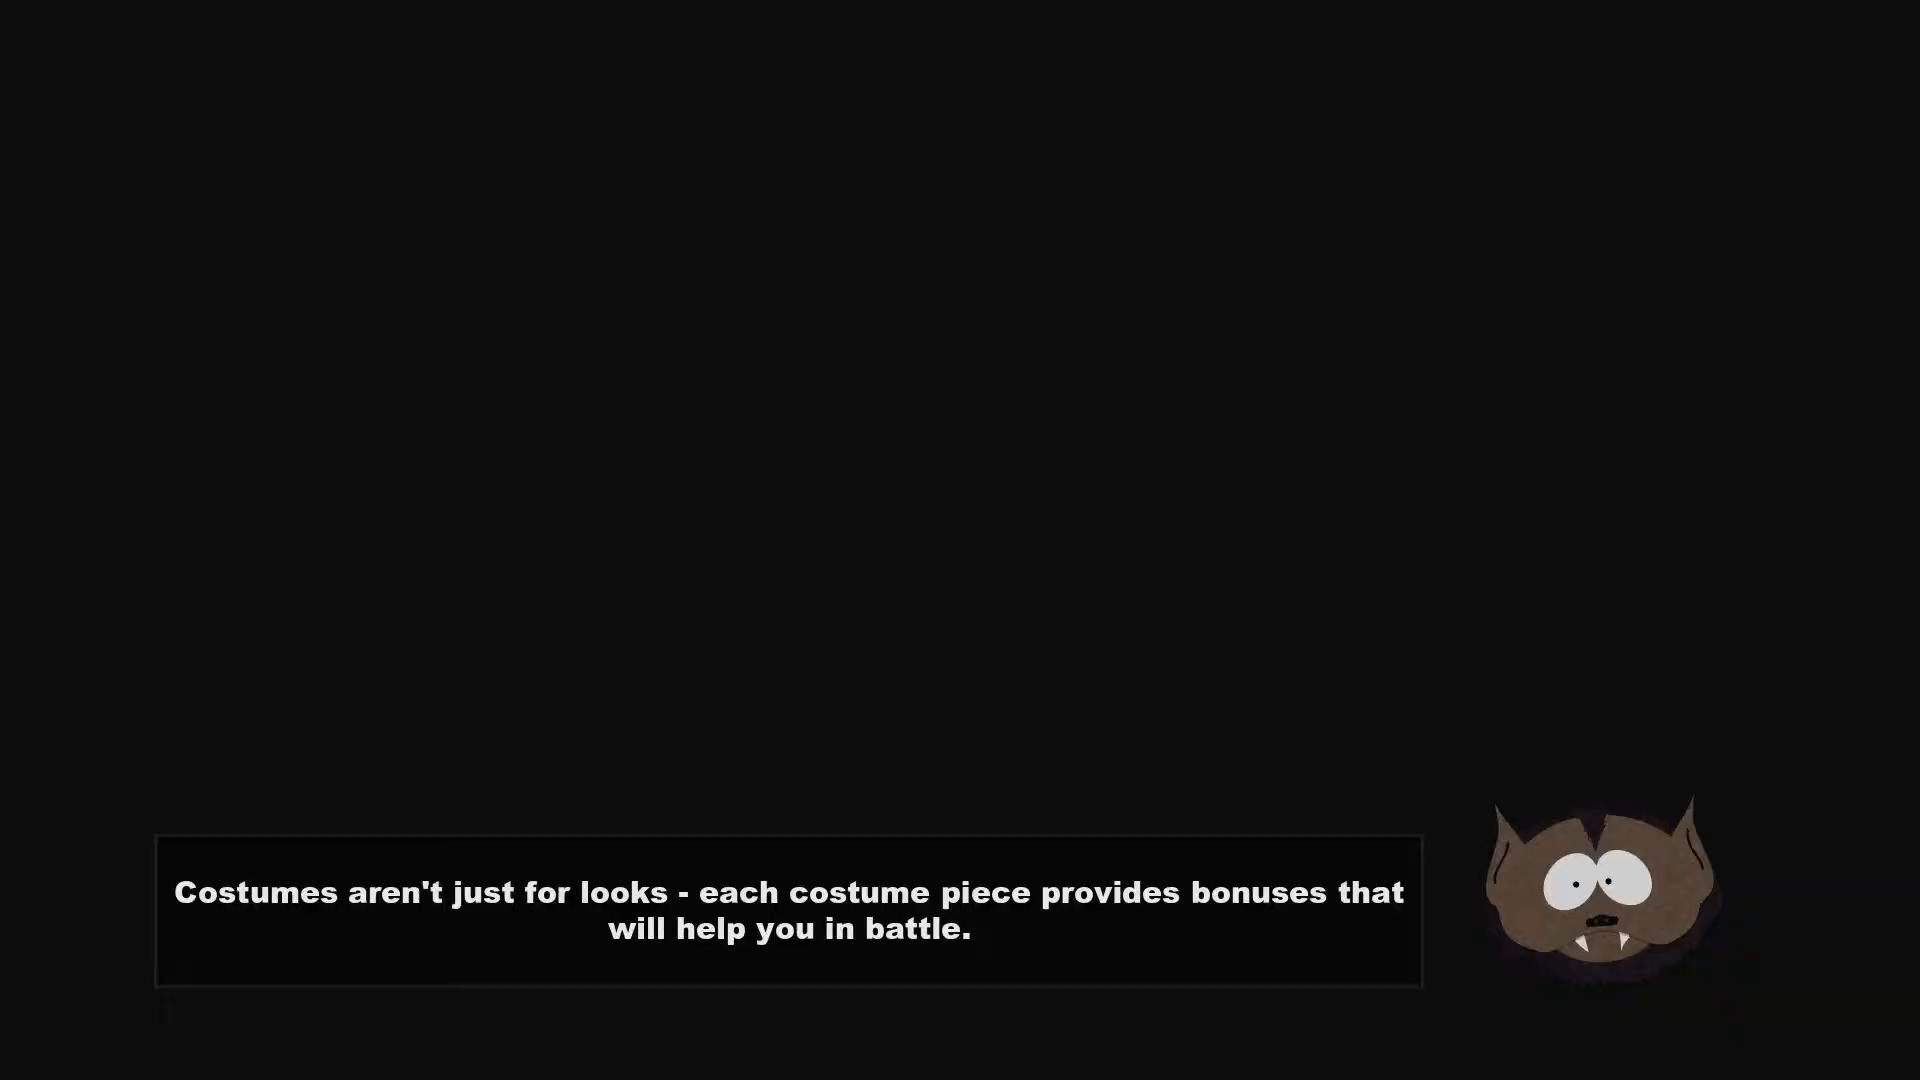 Costumes aren't just for looks - each costume piece provides bonuses that
will help you in battle.